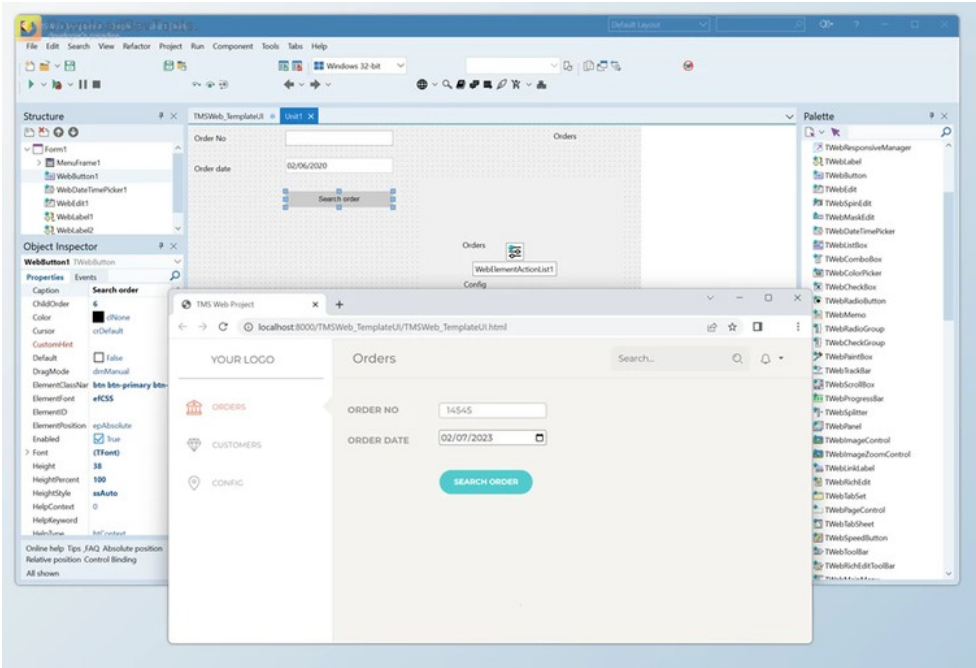 DownloadDevTools
Default Layout
?
File Edit Search View Refactor Project Run Component Tools Tabs Help
Windows 32-bit
Structure
TMSWeb_TemplateUI
Unit1
Palette
Form1
MenuFrame1
WebButton1
WebDateTimePicker1
WebEdit1
WebLabel1
WebLabel2
Order No
Orders
Order date
02/06/2020
Search order
Orders
WebElementActionList1
Config
TWebResponsiveManager
TWebLabel
TWebButton
TWebEdit
TWebSpinEdit
TWebMaskEdit
TWebDateTimePicker
TWebListBox
TWebComboBox
TWebColorPicker
TWebCheckBox
TWebRadioButton
TWebMemo
TWebRadioGroup
TWebCheckGroup
TWebPaintBox
TWebTrackBar
TWebScrollBox
TWebProgressBar
TWebSplitter
TWebPanel
TWebImageControl
TWebImageZoomControl
TWebLinkLabel
TWebRichEdit
TWebTabSet
TWebPageControl
TWebTabSheet
TWebSpeedButton
TWebToolBar
TWebRichEditToolBar
TWebMainMenu
Object Inspector
WebButton1 TWebButton
Properties Events
Caption Search order
ChildOrder 6
Color clNone
Cursor crDefault
CustomHint
Default False
DragMode dmManual
ElementClassNar btn btn-primary btn-
ElementFont efCSS
ElementID
ElementPosition epAbsolute
Enabled True
Font (TFont)
Height 38
HeightPercent 100
HeightStyle ssAuto
HelpContext 0
HelpKeyword
HelpType htContext
Online help Tips ,FAQ Absolute position
Relative position Control Binding
All shown
TMS Web Project
localhost:8000/TMSWeb_TemplateUI/TMSWeb_TemplateUI.html
YOUR LOGO
Orders
Search...
ORDERS
CUSTOMERS
CONFIG
ORDER NO 14545
ORDER DATE 02/07/2023
SEARCH ORDER